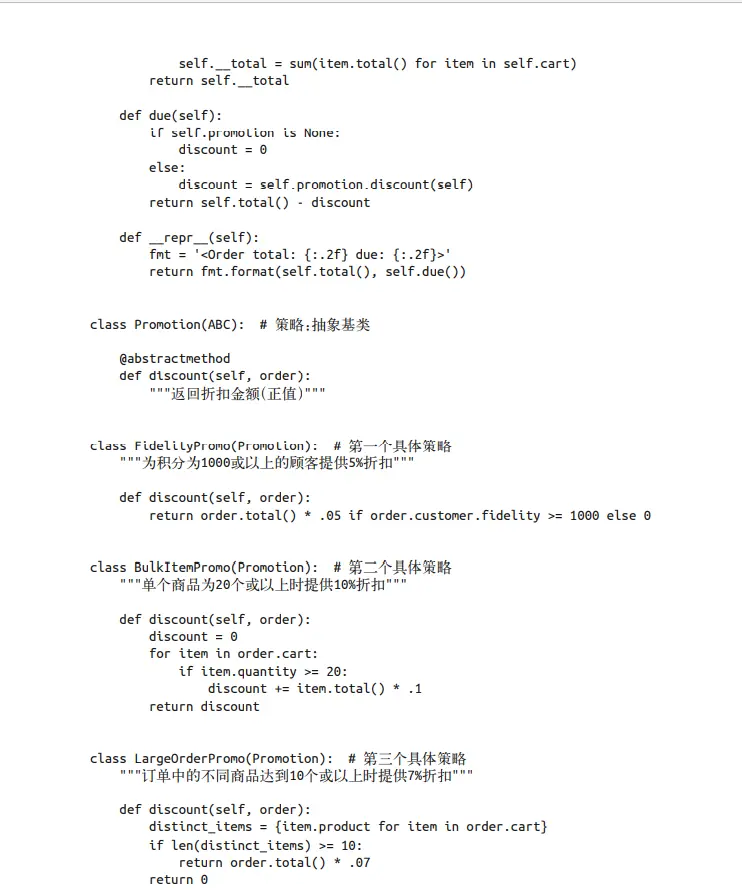 self.__total = sum(item.total() for item in self.cart)
        return self.__total

    def due(self):
        if self.promotion is None:
            discount = 0
        else:
            discount = self.promotion.discount(self)
        return self.total() - discount

    def __repr__(self):
        fmt = '<Order total: {:.2f} due: {:.2f}>'
        return fmt.format(self.total(), self.due())


class Promotion(ABC):  # 策略:抽象基类

    @abstractmethod
    def discount(self, order):
        """返回折扣金额(正值)"""


class FidelityPromo(Promotion):  # 第一个具体策略
    """为积分为1000或以上的顾客提供5%折扣"""

    def discount(self, order):
        return order.total() * .05 if order.customer.fidelity >= 1000 else 0


class BulkItemPromo(Promotion):  # 第二个具体策略
    """单个商品为20个或以上时提供10%折扣"""

    def discount(self, order):
        discount = 0
        for item in order.cart:
            if item.quantity >= 20:
                discount += item.total() * .1
        return discount


class LargeOrderPromo(Promotion):  # 第三个具体策略
    """订单中的不同商品达到10个或以上时提供7%折扣"""

    def discount(self, order):
        distinct_items = {item.product for item in order.cart}
        if len(distinct_items) >= 10:
            return order.total() * .07
        return 0